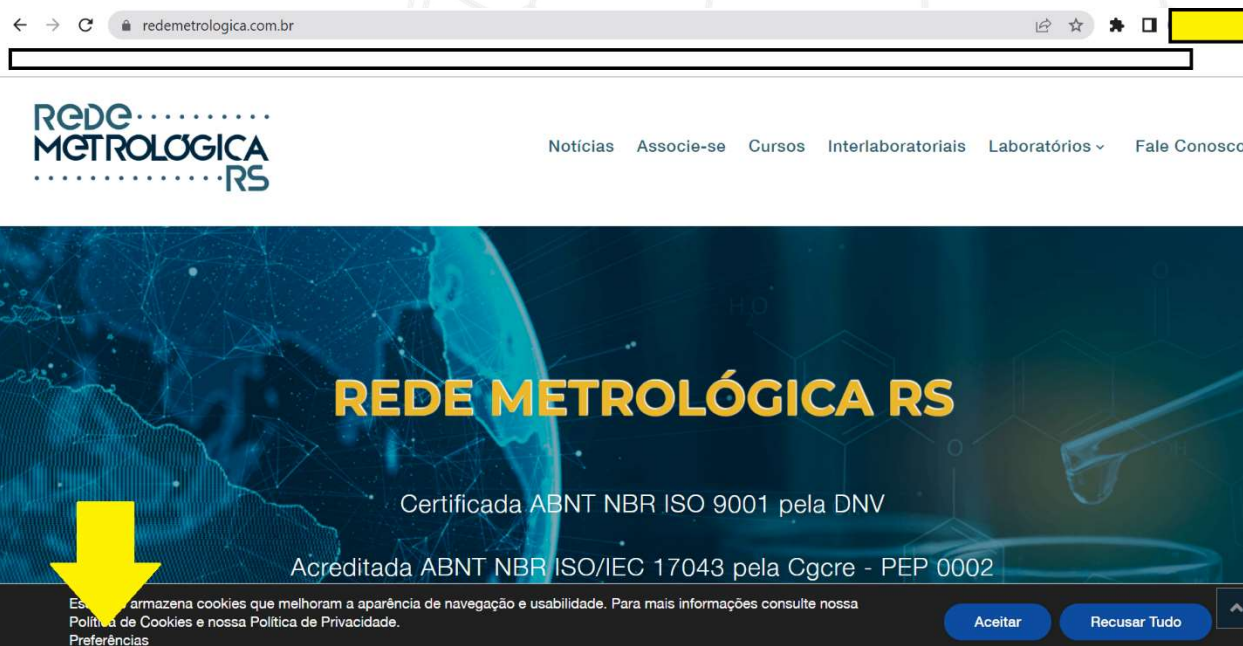 redemetrologica.com.br
REDE
METROLÓGICA
RS
Notícias Associe-se Cursos Interlaboratoriais Laboratórios Fale Conosco
H₂O
REDE METROLÓGICA RS
O
H
Certificada ABNT NBR ISO 9001 pela DNV
Acreditada ABNT NBR ISO/IEC 17043 pela Cgcre - PEP 0002
armazena cookies que melhoram a aparência de navegação e usabilidade. Para mais informações consulte nossa
Política de Cookies e nossa Política de Privacidade.
Preferências
Aceitar Recusar Tudo